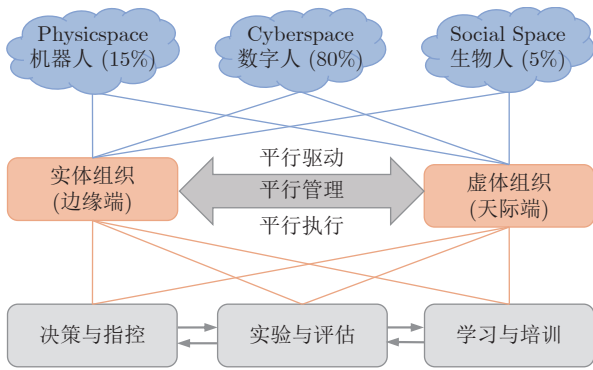 Physicspace
机器人 (15%)
Cyberspace
数字人 (80%)
Social Space
生物人 (5%)
实体组织
(边缘端)
平行驱动
平行管理
平行执行
虚体组织
(天际端)
决策与指控
实验与评估
学习与培训